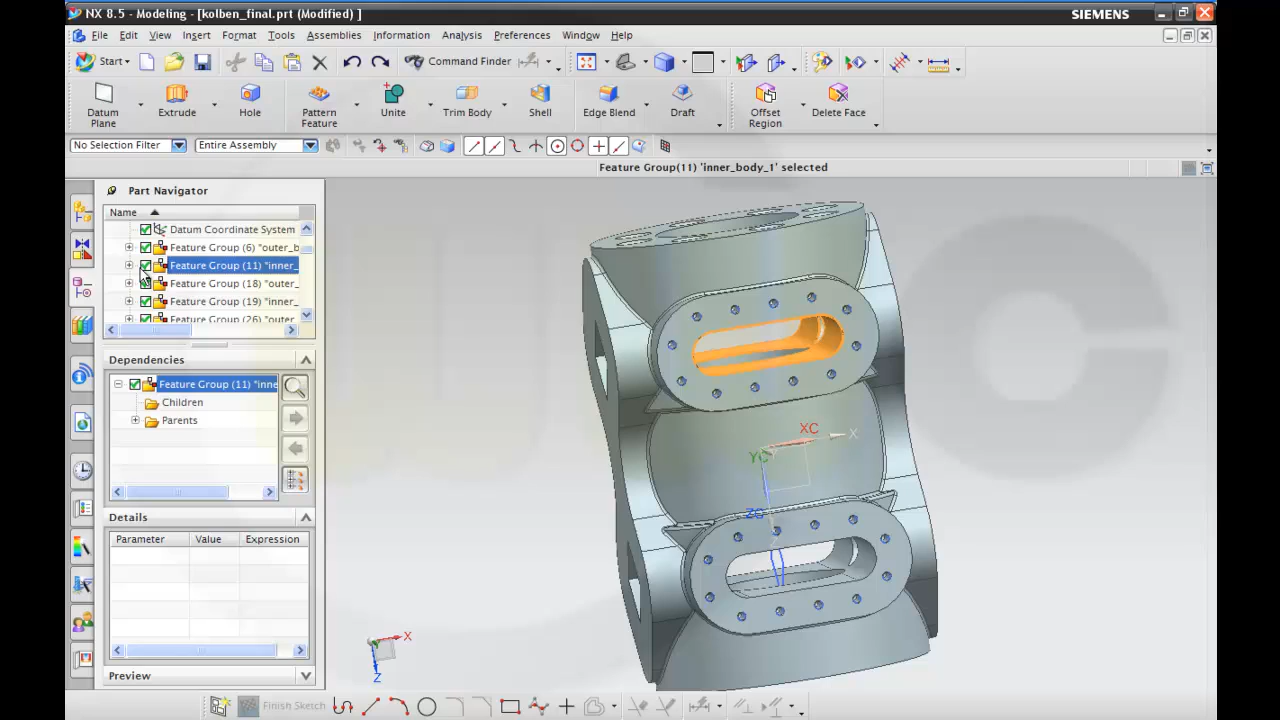 NX 8.5 - Modeling - [kolben_final.prt (Modified) ]
SIEMENS
File Edit View Insert Format Tools Assemblies Information Analysis Preferences Window Help
Start
Command Finder
Datum Plane
Extrude
Hole
Pattern Feature
Unite
Trim Body
Shell
Edge Blend
Draft
Offset Region
Delete Face
No Selection Filter
Entire Assembly
Feature Group(11) 'inner_body_1' selected
Part Navigator
Name
Datum Coordinate System
Feature Group (6) "outer_b
Feature Group (11) "inner_
Feature Group (18) "outer_
Feature Group (19) "inner_
Feature Group (26) "outer
Dependencies
Feature Group (11) "inne
Children
Parents
Details
Parameter Value Expression
Preview
XC
X
YC
ZC
Z
X
Z
Finish Sketch